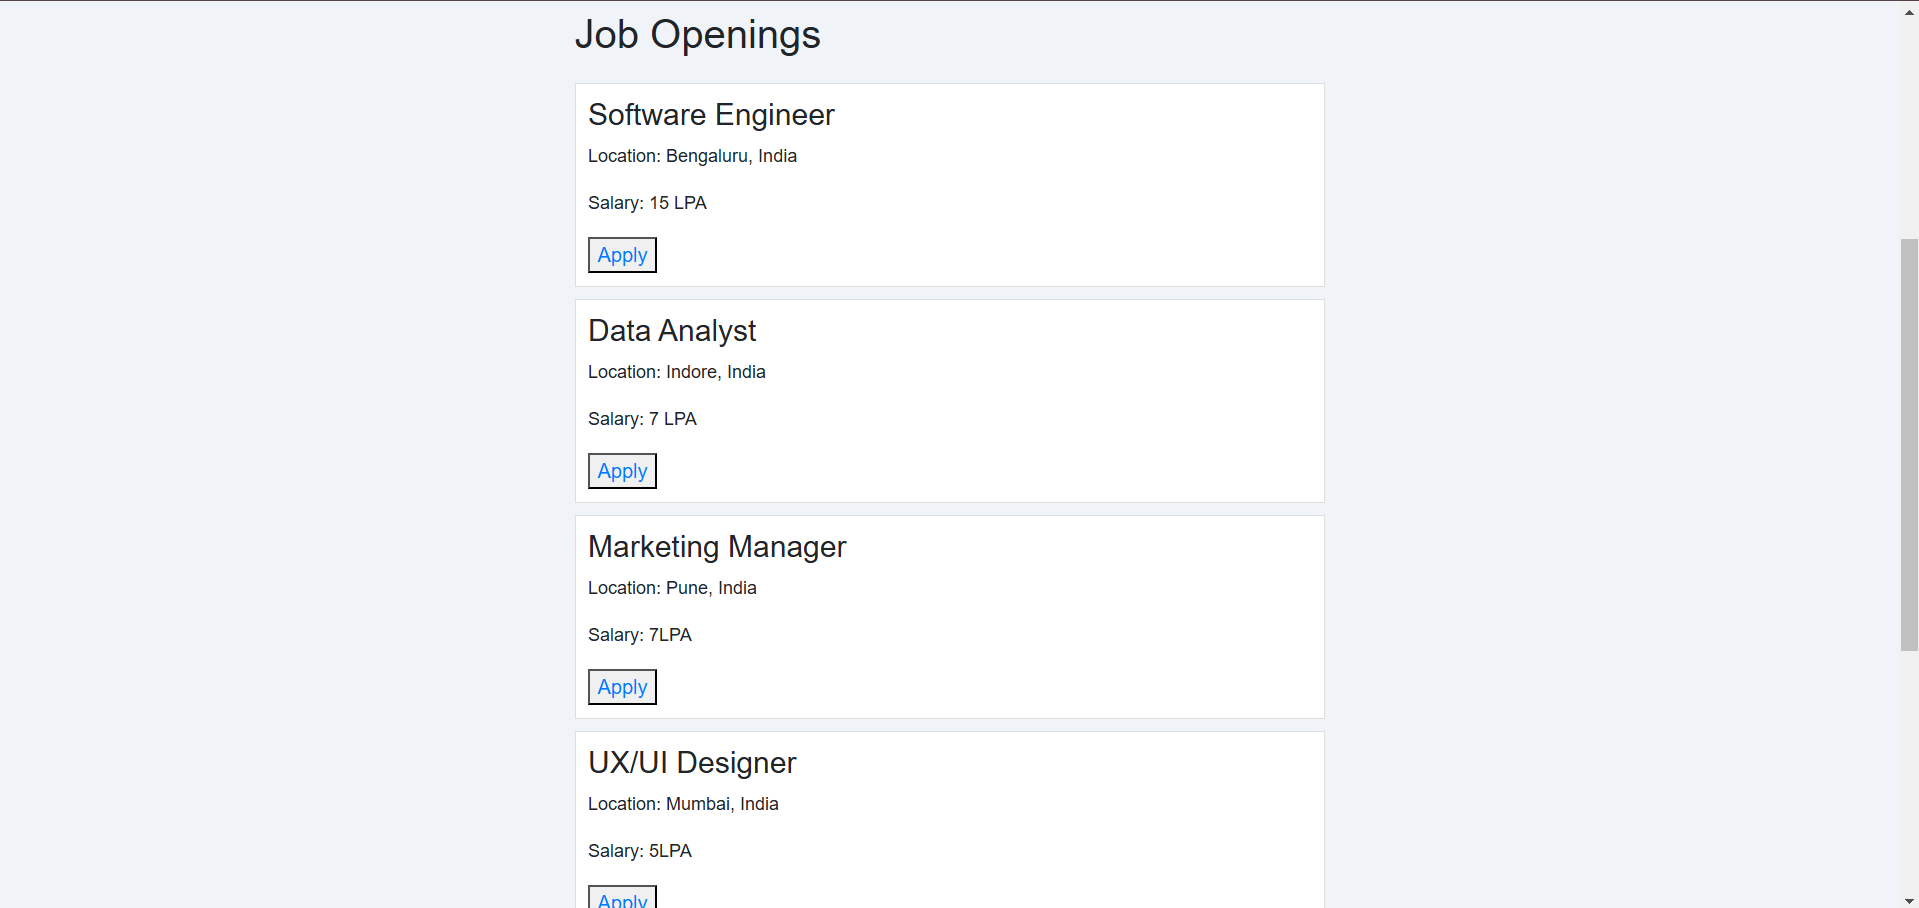 Job Openings
Software Engineer
Location: Bengaluru, India
Salary: 15 LPA
Apply
Data Analyst
Location: Indore, India
Salary: 7 LPA
Apply
Marketing Manager
Location: Pune, India
Salary: 7LPA
Apply
UX/UI Designer
Location: Mumbai, India
Salary: 5LPA
Apply